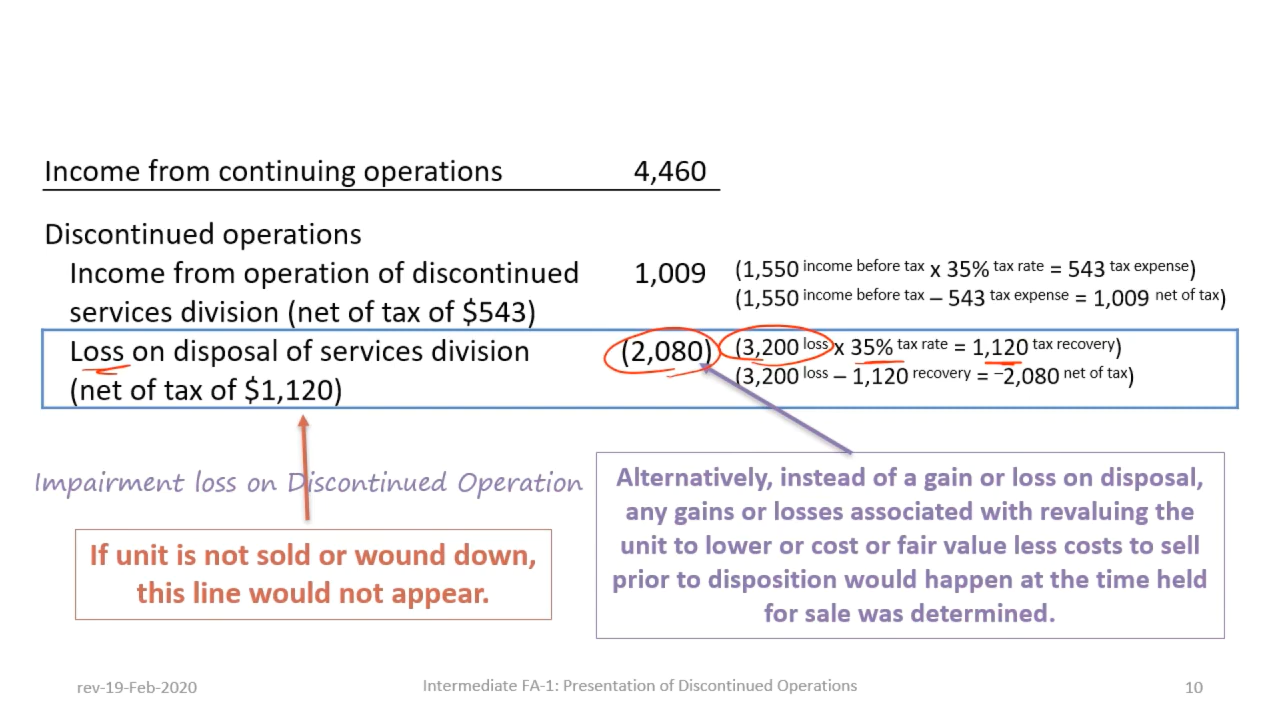 Income from continuing operations 4,460
Discontinued operations
Income from operation of discontinued 1,009 (1,550 income before tax x 35% tax rate = 543 tax expense)
services division (net of tax of $543) (1,550 income before tax – 543 tax expense = 1,009 net of tax)
Loss on disposal of services division (2,080) (3,200 loss x 35% tax rate = 1,120 tax recovery)
(net of tax of $1,120) (3,200 loss – 1,120 recovery = –2,080 net of tax)
Impairment loss on Discontinued Operation
If unit is not sold or wound down,
this line would not appear.
Alternatively, instead of a gain or loss on disposal,
any gains or losses associated with revaluing the
unit to lower or cost or fair value less costs to sell
prior to disposition would happen at the time held
for sale was determined.
rev-19-Feb-2020 Intermediate FA-1: Presentation of Discontinued Operations 10